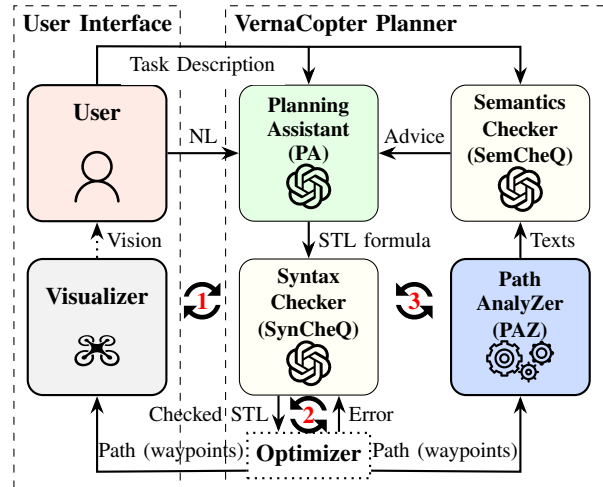 User Interface
VernaCopter Planner
Task Description
User
NL
Planning
Assistant
(PA)
Advice
Semantics
Checker
(SemCheQ)
Vision
STL formula
Texts
Visualizer
1
Syntax
Checker
(SynCheQ)
3
Path
AnalyZer
(PAZ)
Checked STL
2
Error
Path (waypoints)
Optimizer
Path (waypoints)